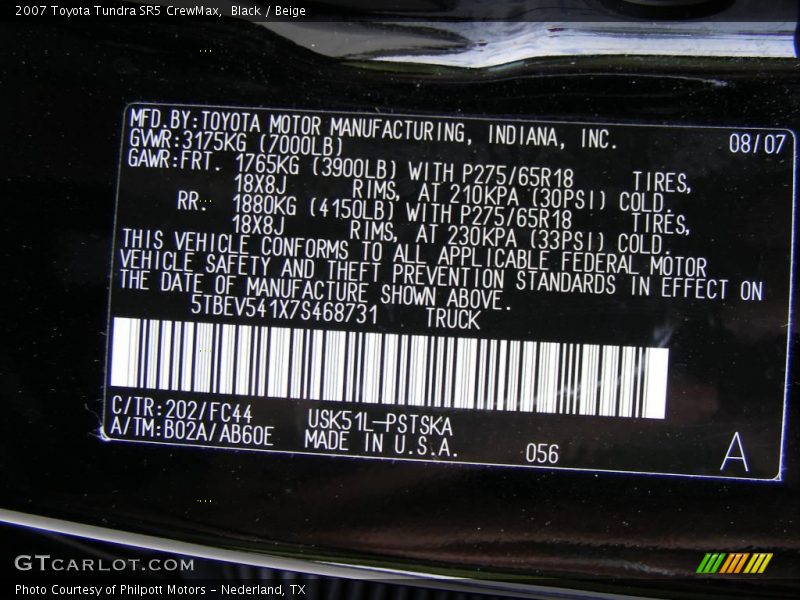 2007 Toyota Tundra SR5 CrewMax, Black / Beige
MFD.BY:TOYOTA MOTOR MANUFACTURING, INDIANA, INC. 08/07
GVWR:3175KG (7000LB)
GAWR:FRT. 1765KG (3900LB) WITH P275/65R18 TIRES,
18X8J RIMS, AT 210KPA (30PSI) COLD.
RR. 1880KG (4150LB) WITH P275/65R18 TIRES,
18X8J RIMS, AT 230KPA (33PSI) COLD.
THIS VEHICLE CONFORMS TO ALL APPLICABLE FEDERAL MOTOR
VEHICLE SAFETY AND THEFT PREVENTION STANDARDS IN EFFECT ON
THE DATE OF MANUFACTURE SHOWN ABOVE.
5TBEV541X7S468731 TRUCK
C/TR:202/FC44 USK51L-PSTSKA
A/TM:B02A/AB60E MADE IN U.S.A. 056 A
GTCARLOT.COM
Photo Courtesy of Philpott Motors - Nederland, TX